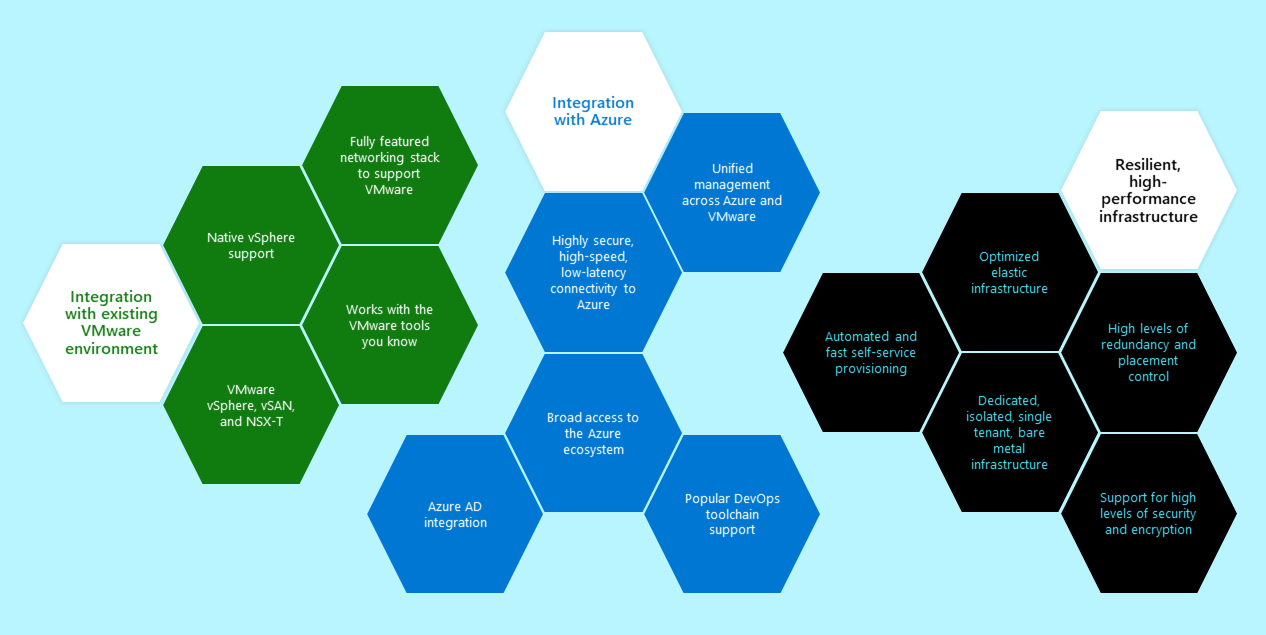 Integration
with existing
VMware
environment
Native vSphere
support
Fully featured
networking stack
to support
VMware
Works with the
VMware tools
you know
VMware
vSphere, vSAN,
and NSX-T
Integration
with Azure
Unified
management
across Azure and
VMware
Highly secure,
high-speed,
low-latency
connectivity to
Azure
Broad access to
the Azure
ecosystem
Azure AD
integration
Popular DevOps
toolchain
support
Resilient,
high-
performance
infrastructure
Optimized
elastic
infrastructure
Automated and
fast self-service
provisioning
High levels of
redundancy and
placement
control
Dedicated,
isolated, single
tenant, bare
metal
infrastructure
Support for high
levels of security
and encryption